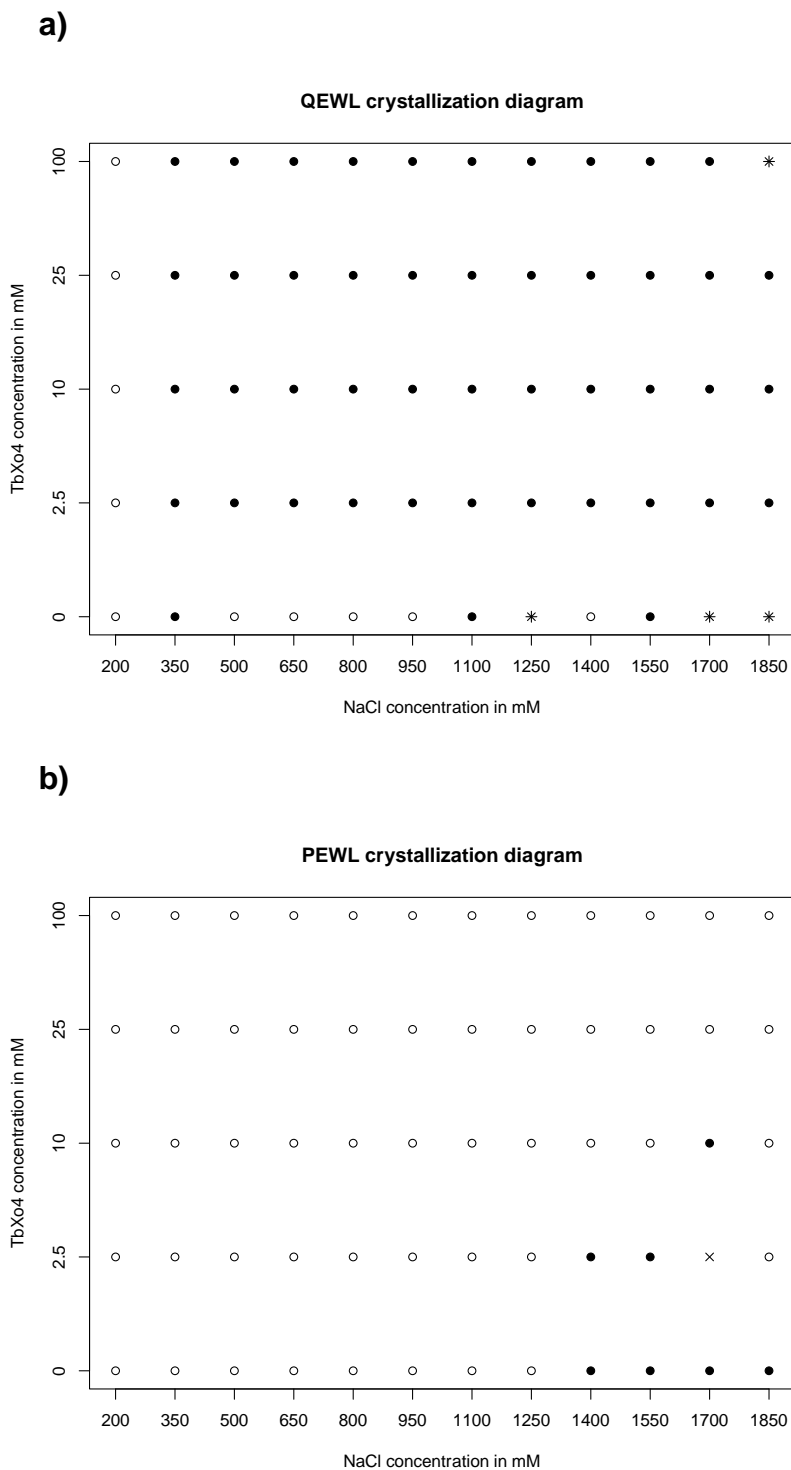 a)
QEWL crystallization diagram
TbXo4 concentration in mM
100
25
10
2.5
0
200 350 500 650 800 950 1100 1250 1400 1550 1700 1850
NaCl concentration in mM
b)
PEWL crystallization diagram
TbXo4 concentration in mM
100
25
10
2.5
0
200 350 500 650 800 950 1100 1250 1400 1550 1700 1850
NaCl concentration in mM